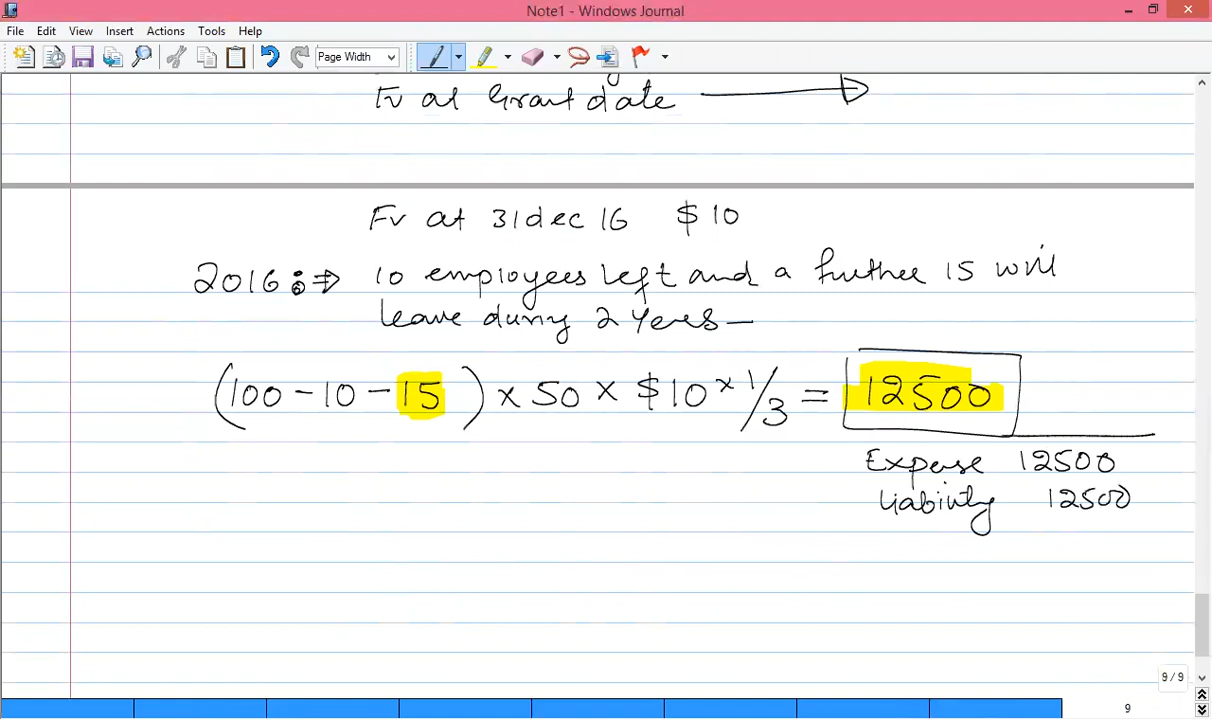 Note1 - Windows Journal
File Edit View Insert Actions Tools Help
Page Width
Fv at Grant date
Fv at 31 dec 16 $10
2016: ⇒ 10 employees left and a further 15 will
leave during 2 years —
(100 - 10 - 15) × 50 × $10 × 1/3 = 12500
Expense 12500
Liability 12500
9 / 9
9